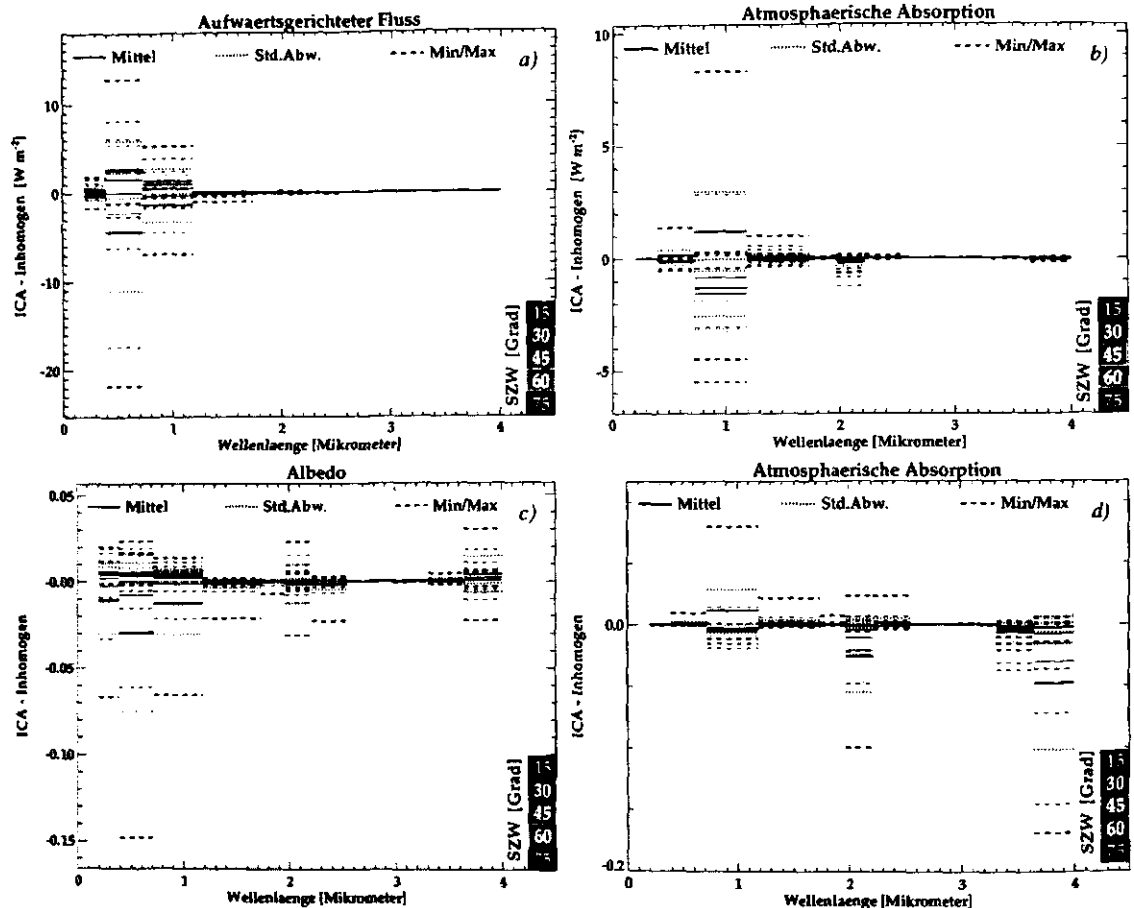 Aufwaertsgerichteter Fluss
Mittel Std.Abw. Min/Max a)
10
0
-10
-20
ICA - Inhomogen [W m⁻²]
SZW [Grad]
15
30
45
60
75
0 1 2 3 4
Wellenlaenge [Mikrometer]
Atmosphaerische Absorption
Mittel Std.Abw. Min/Max b)
10
5
0
-5
ICA - Inhomogen [W m⁻²]
SZW [Grad]
15
30
45
60
75
0 1 2 3 4
Wellenlaenge [Mikrometer]
Albedo
Mittel Std.Abw. Min/Max c)
0.05
-0.00
-0.05
-0.10
-0.15
ICA - Inhomogen
SZW [Grad]
15
30
45
60
0 1 2 3 4
Wellenlaenge [Mikrometer]
Atmosphaerische Absorption
Mittel Std.Abw. Min/Max d)
0.0
-0.2
ICA - Inhomogen
SZW [Grad]
15
30
45
60
75
0 1 2 3 4
Wellenlaenge [Mikrometer]